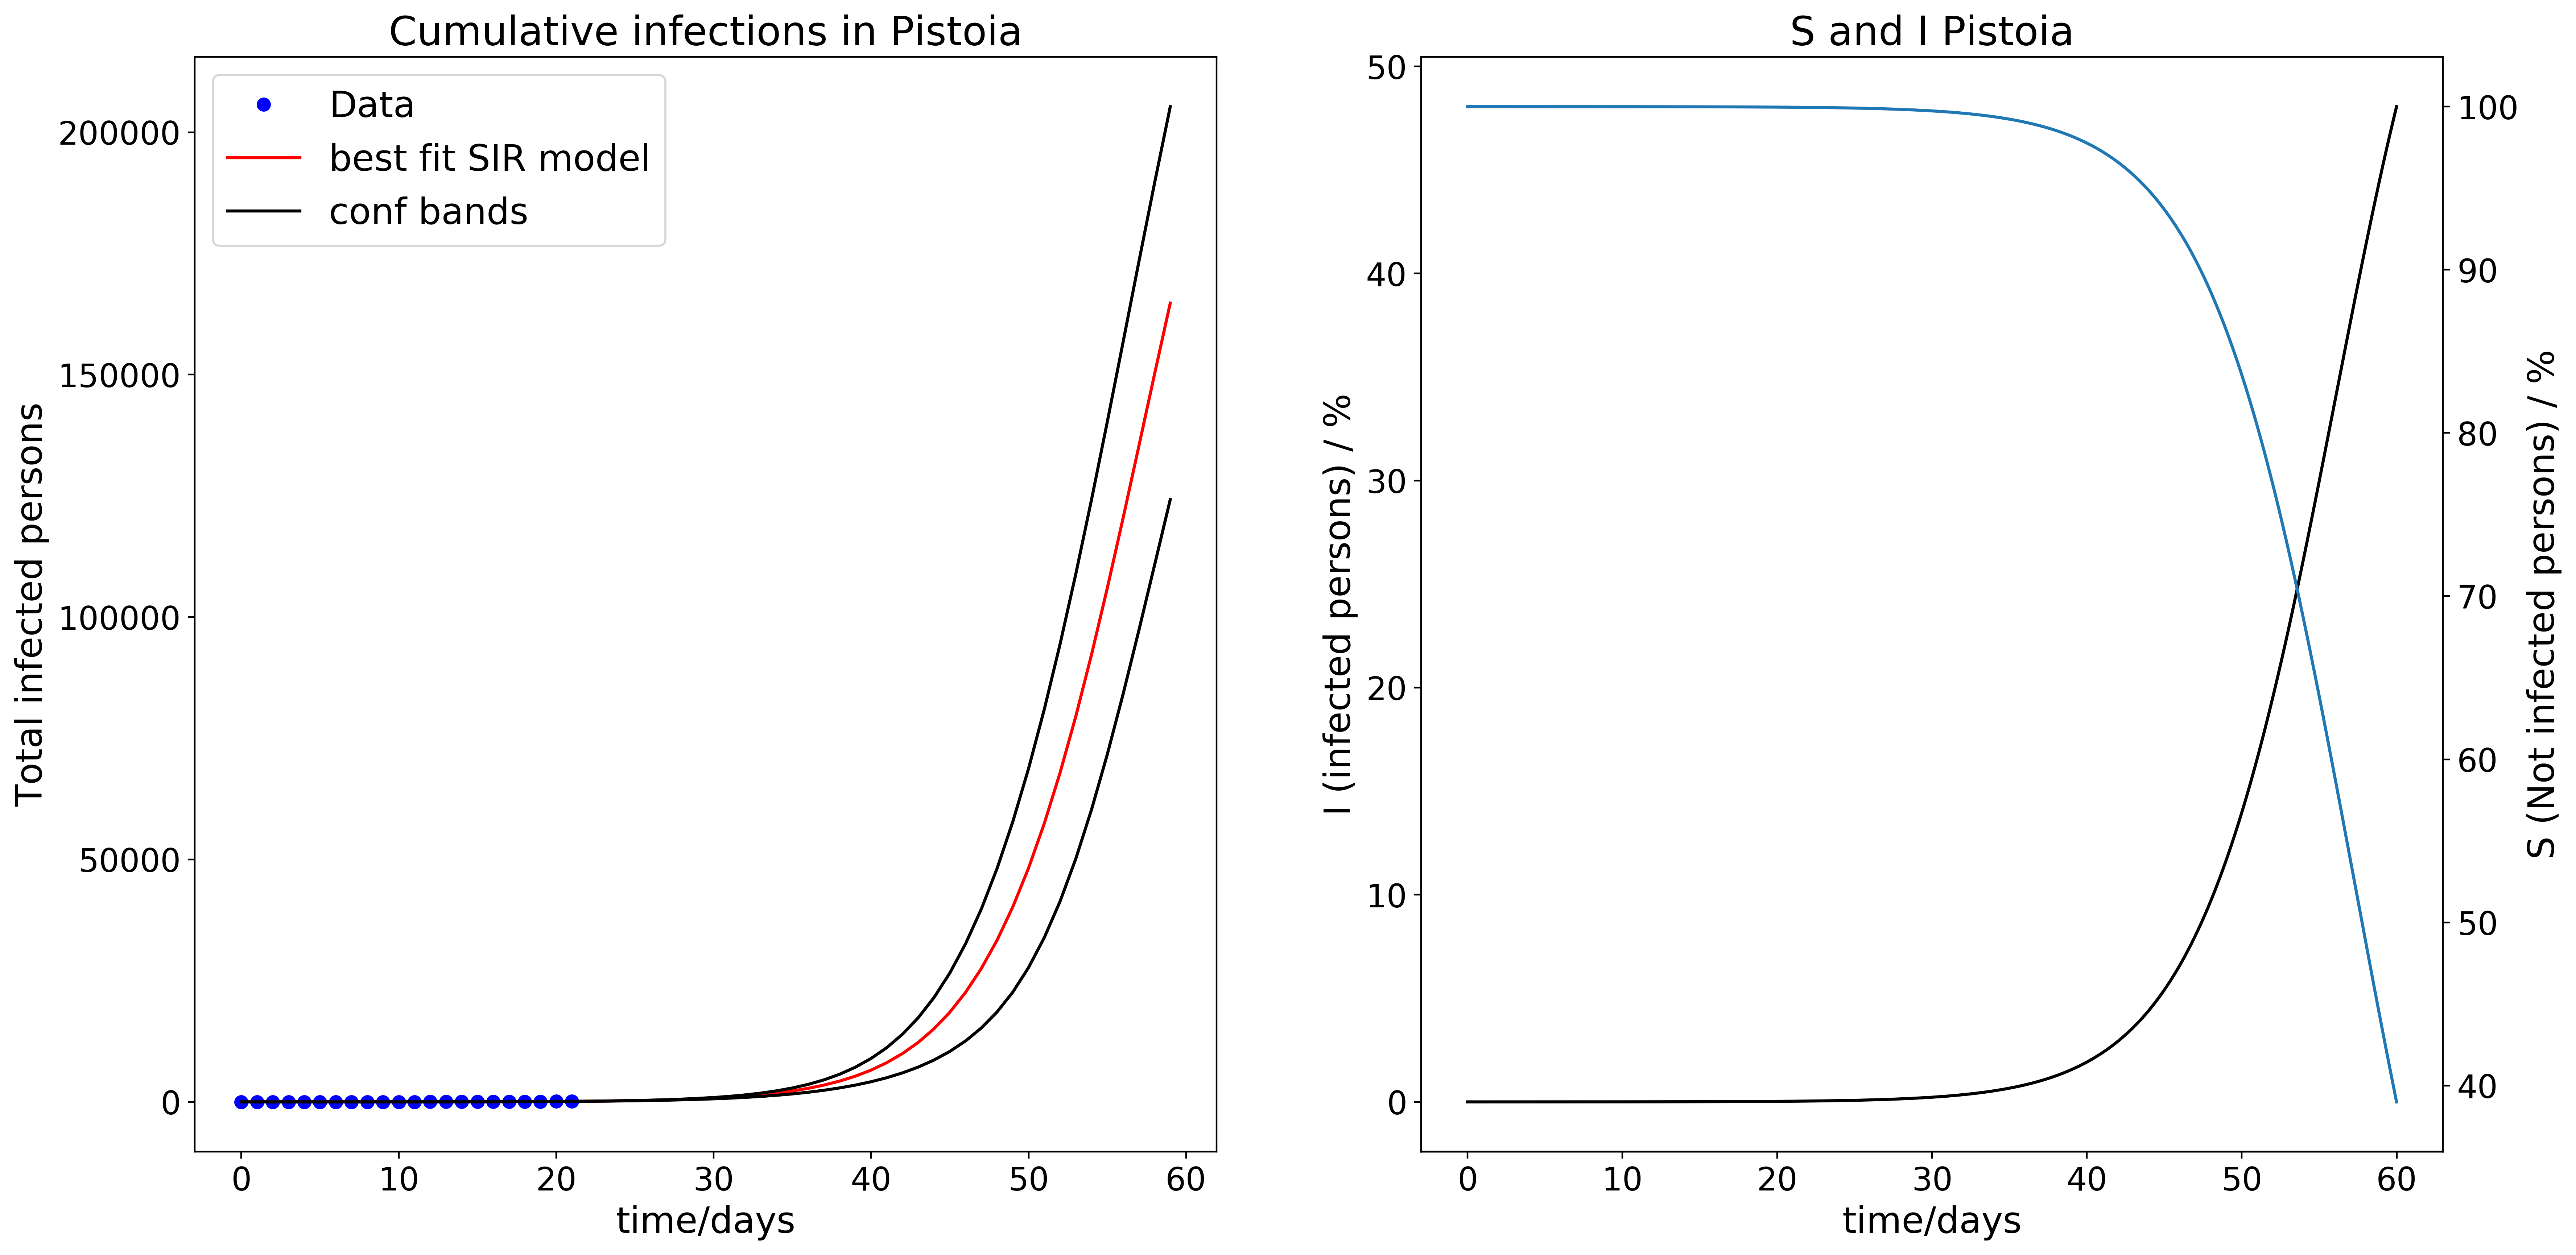 Cumulative infections in Pistoia
Data
best fit SIR model
conf bands
200000
150000
100000
50000
0
Total infected persons
0 10 20 30 40 50 60
time/days
S and I Pistoia
50
40
30
20
10
0
I (infected persons) / %
100
90
80
70
60
50
40
S (Not infected persons) / %
0 10 20 30 40 50 60
time/days